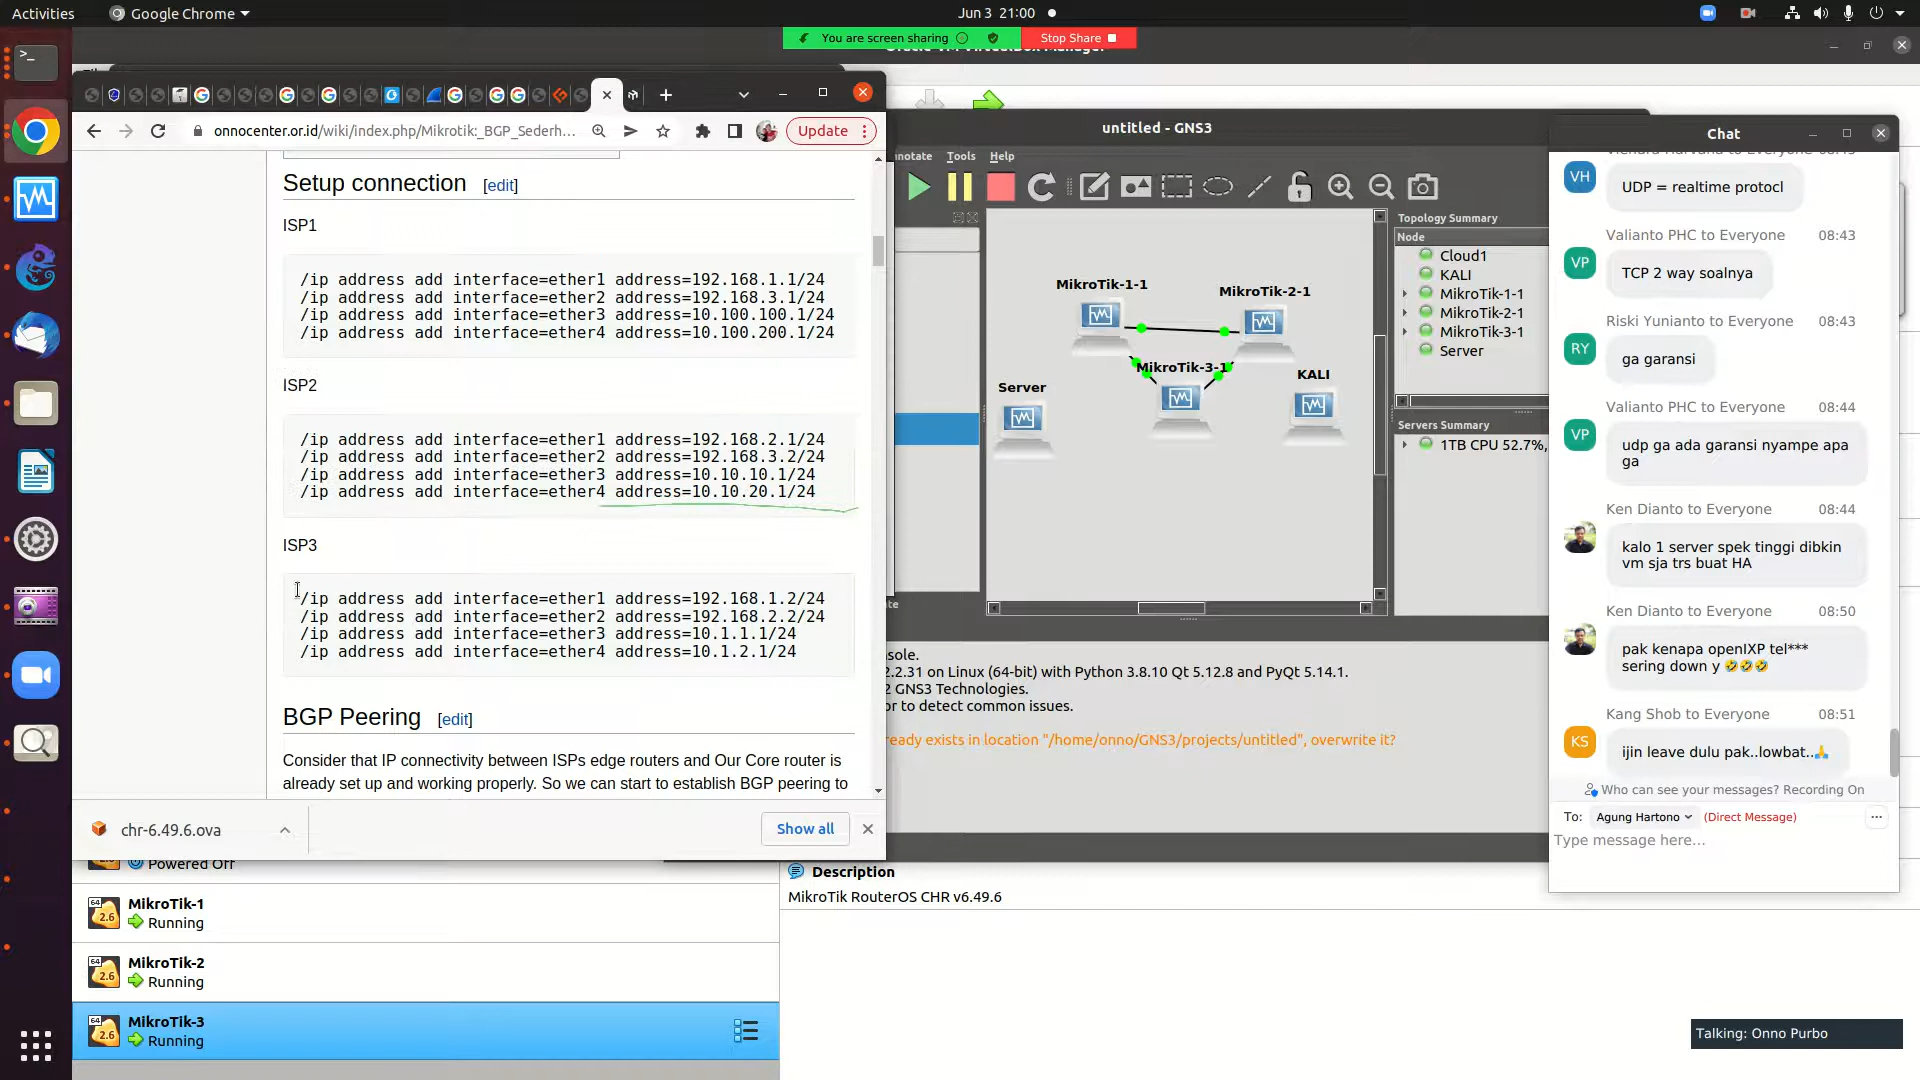 Activities
Google Chrome
Jun 3 21:00
You are screen sharing
Stop Share
onnocenter.or.id/wiki/index.php/Mikrotik:_BGP_Sederh...
Update
Setup connection [edit]
ISP1
/ip address add interface=ether1 address=192.168.1.1/24
/ip address add interface=ether2 address=192.168.3.1/24
/ip address add interface=ether3 address=10.100.100.1/24
/ip address add interface=ether4 address=10.100.200.1/24
ISP2
/ip address add interface=ether1 address=192.168.2.1/24
/ip address add interface=ether2 address=192.168.3.2/24
/ip address add interface=ether3 address=10.10.10.1/24
/ip address add interface=ether4 address=10.10.20.1/24
ISP3
/ip address add interface=ether1 address=192.168.1.2/24
/ip address add interface=ether2 address=192.168.2.2/24
/ip address add interface=ether3 address=10.1.1.1/24
/ip address add interface=ether4 address=10.1.2.1/24
BGP Peering [edit]
Consider that IP connectivity between ISPs edge routers and Our Core router is
already set up and working properly. So we can start to establish BGP peering to
chr-6.49.6.ova
Show all
Powered Off
MikroTik-1
Running
MikroTik-2
Running
MikroTik-3
Running
untitled - GNS3
notate Tools Help
MikroTik-1-1
MikroTik-2-1
MikroTik-3-1
Server
KALI
Topology Summary
Node
Cloud1
KALI
MikroTik-1-1
MikroTik-2-1
MikroTik-3-1
Server
Servers Summary
1TB CPU 52.7%,
sole.
2.2.31 on Linux (64-bit) with Python 3.8.10 Qt 5.12.8 and PyQt 5.14.1.
2 GNS3 Technologies.
or to detect common issues.
eady exists in location "/home/onno/GNS3/projects/untitled", overwrite it?
Description
MikroTik RouterOS CHR v6.49.6
Chat
VH
UDP = realtime protocl
Valianto PHC to Everyone 08:43
VP
TCP 2 way soalnya
Riski Yunianto to Everyone 08:43
RY
ga garansi
Valianto PHC to Everyone 08:44
VP
udp ga ada garansi nyampe apa
ga
Ken Dianto to Everyone 08:44
kalo 1 server spek tinggi dibkin
vm sja trs buat HA
Ken Dianto to Everyone 08:50
pak kenapa openIXP tel***
sering down y 🤣🤣🤣
Kang Shob to Everyone 08:51
KS
ijin leave dulu pak..lowbat..🙏
Who can see your messages? Recording On
To: Agung Hartono (Direct Message)
Type message here...
Talking: Onno Purbo